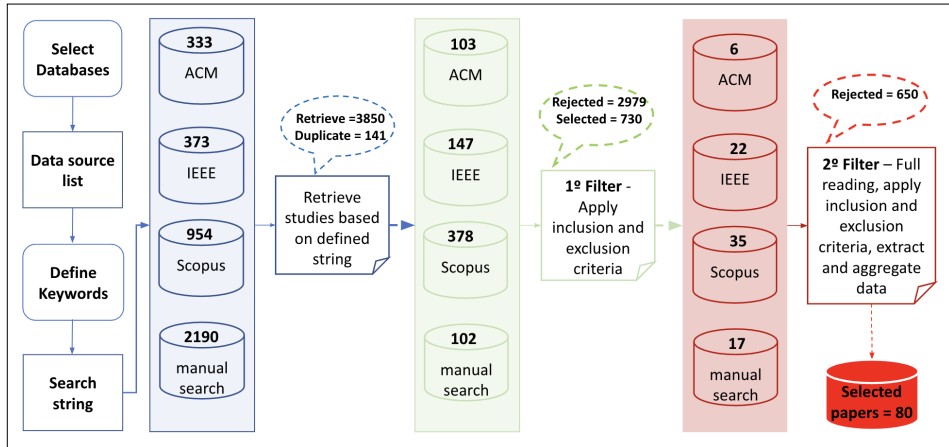 Select
Databases
Data source
list
Define
Keywords
Search
string
333
ACM
373
IEEE
954
Scopus
2190
manual
search
Retrieve =3850
Duplicate = 141
Retrieve
studies based
on defined
string
103
ACM
147
IEEE
378
Scopus
102
manual
search
Rejected = 2979
Selected = 730
1º Filter -
Apply
inclusion and
exclusion
criteria
6
ACM
22
IEEE
35
Scopus
17
manual
search
Rejected = 650
2º Filter – Full
reading, apply
inclusion and
exclusion
criteria, extract
and aggregate
data
Selected
papers = 80